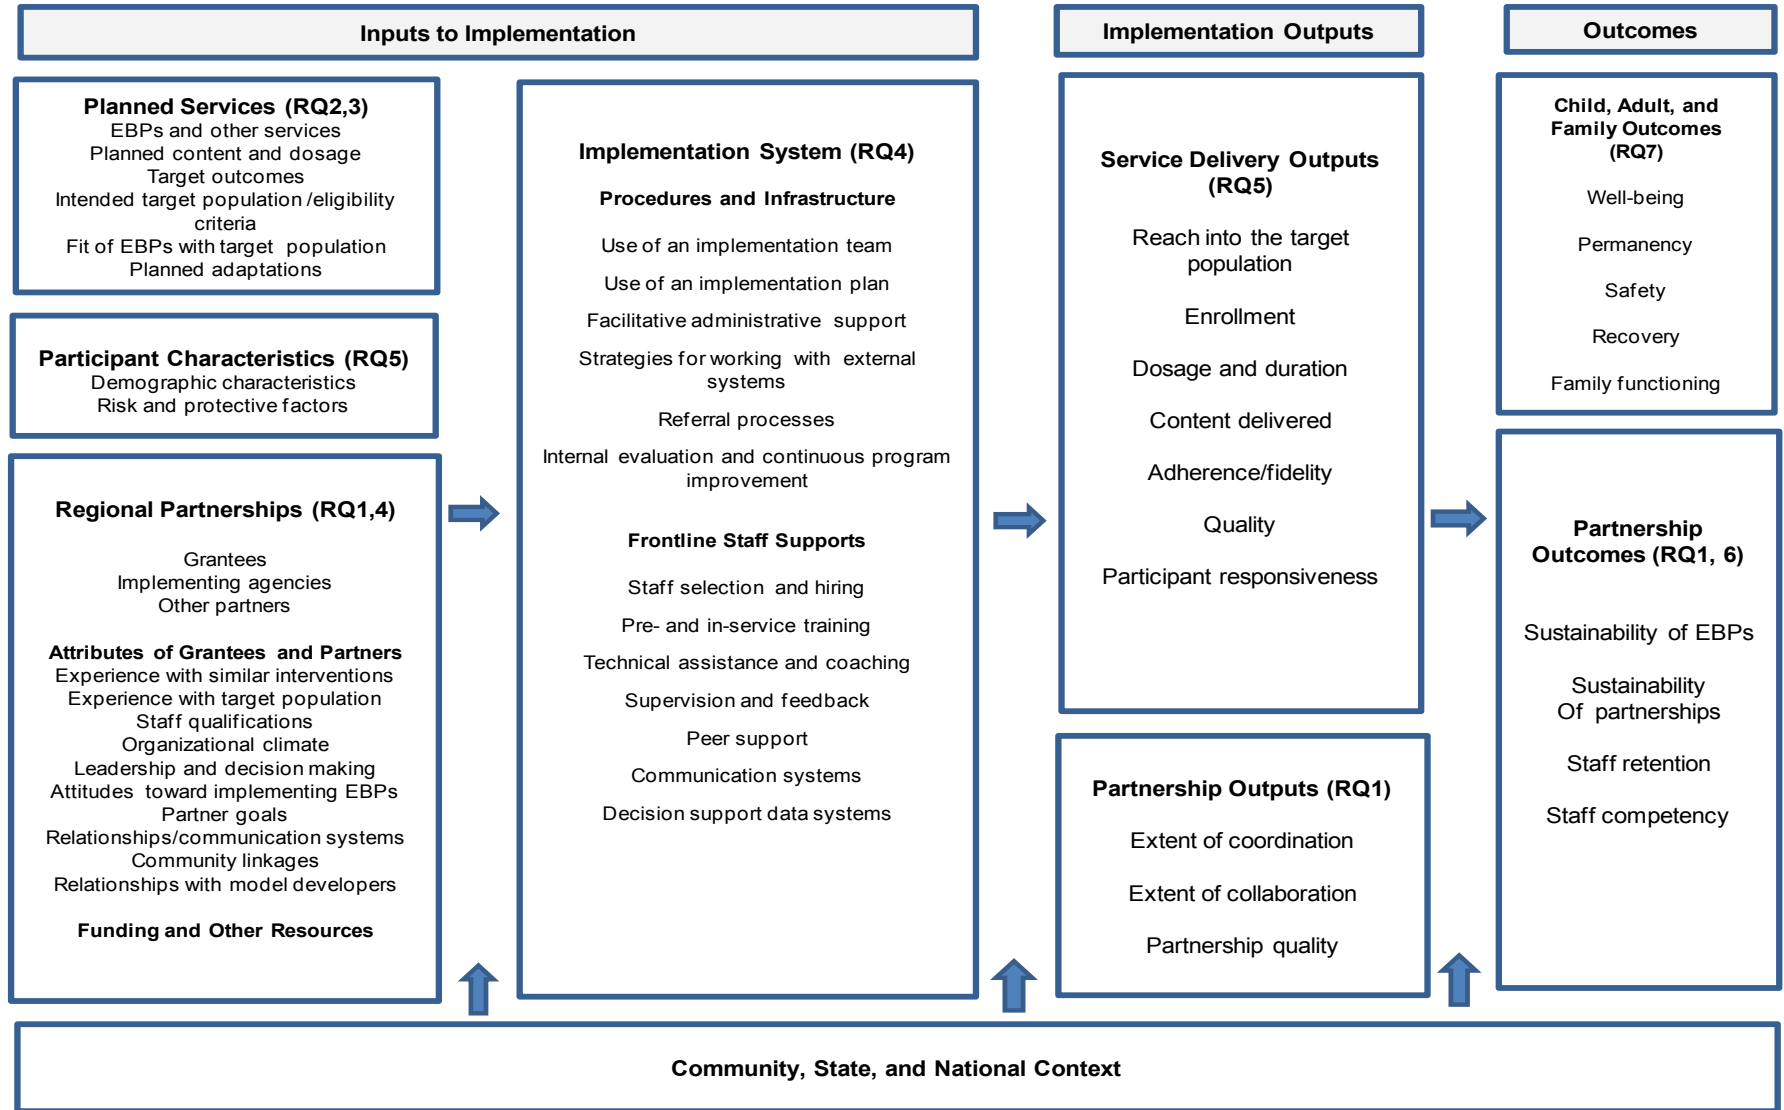 Inputs to Implementation
Implementation Outputs
Outcomes
Planned Services (RQ2,3)
EBPs and other services
Planned content and dosage
Target outcomes
Intended target population /eligibility
criteria
Fit of EBPs with target population
Planned adaptations
Participant Characteristics (RQ5)
Demographic characteristics
Risk and protective factors
Regional Partnerships (RQ1,4)
Grantees
Implementing agencies
Other partners
Attributes of Grantees and Partners
Experience with similar interventions
Experience with target population
Staff qualifications
Organizational climate
Leadership and decision making
Attitudes toward implementing EBPs
Partner goals
Relationships/communication systems
Community linkages
Relationships with model developers
Funding and Other Resources
Implementation System (RQ4)
Procedures and Infrastructure
Use of an implementation team
Use of an implementation plan
Facilitative administrative support
Strategies for working with external
systems
Referral processes
Internal evaluation and continuous program
improvement
Frontline Staff Supports
Staff selection and hiring
Pre- and in-service training
Technical assistance and coaching
Supervision and feedback
Peer support
Communication systems
Decision support data systems
Service Delivery Outputs
(RQ5)
Reach into the target
population
Enrollment
Dosage and duration
Content delivered
Adherence/fidelity
Quality
Participant responsiveness
Partnership Outputs (RQ1)
Extent of coordination
Extent of collaboration
Partnership quality
Child, Adult, and
Family Outcomes
(RQ7)
Well-being
Permanency
Safety
Recovery
Family functioning
Partnership
Outcomes (RQ1, 6)
Sustainability of EBPs
Sustainability
Of partnerships
Staff retention
Staff competency
Community, State, and National Context